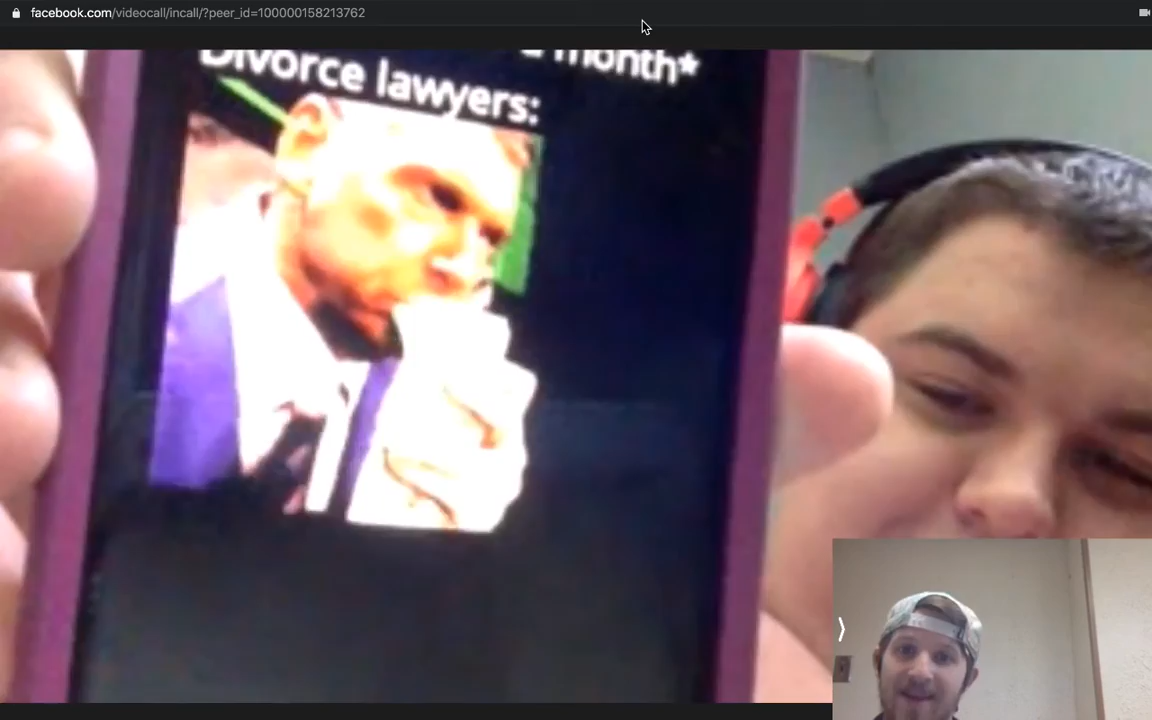 facebook.com/videocall/incall/?peer_id=100000158213762
month*
Divorce lawyers: